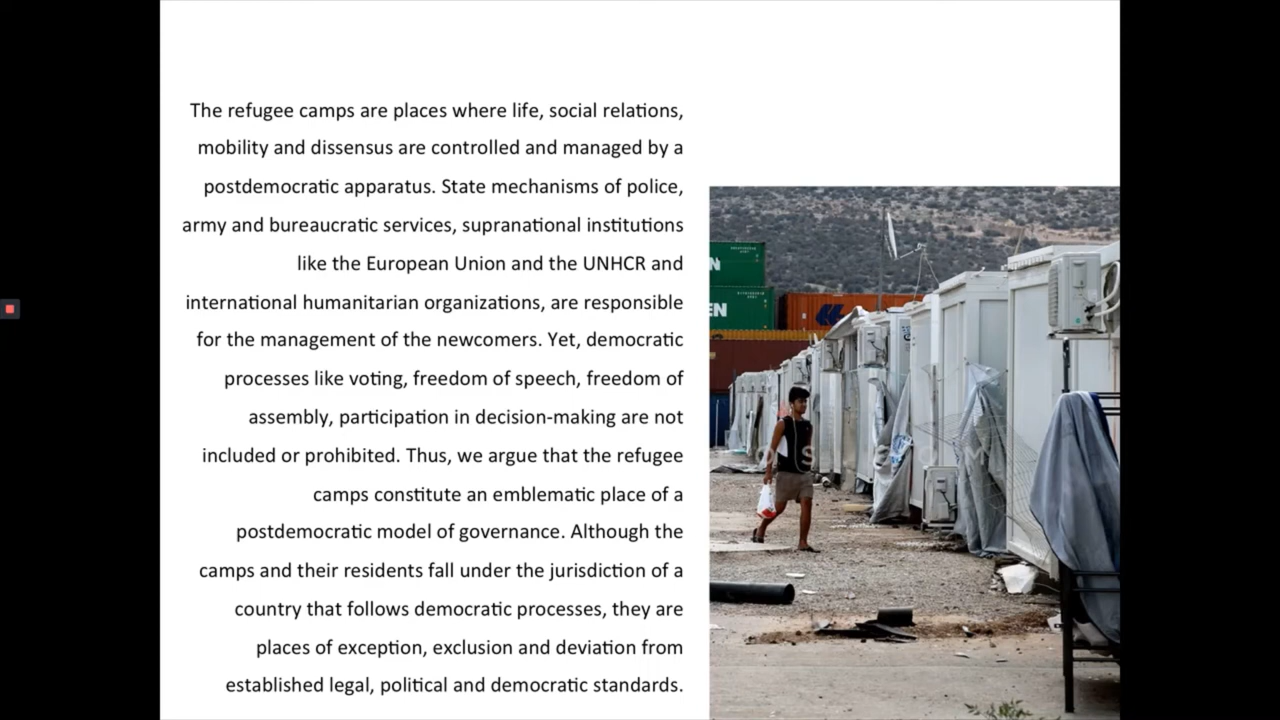 The refugee camps are places where life, social relations,
mobility and dissensus are controlled and managed by a
postdemocratic apparatus. State mechanisms of police,
army and bureaucratic services, supranational institutions
like the European Union and the UNHCR and
international humanitarian organizations, are responsible
for the management of the newcomers. Yet, democratic
processes like voting, freedom of speech, freedom of
assembly, participation in decision-making are not
included or prohibited. Thus, we argue that the refugee
camps constitute an emblematic place of a
postdemocratic model of governance. Although the
camps and their residents fall under the jurisdiction of a
country that follows democratic processes, they are
places of exception, exclusion and deviation from
established legal, political and democratic standards.